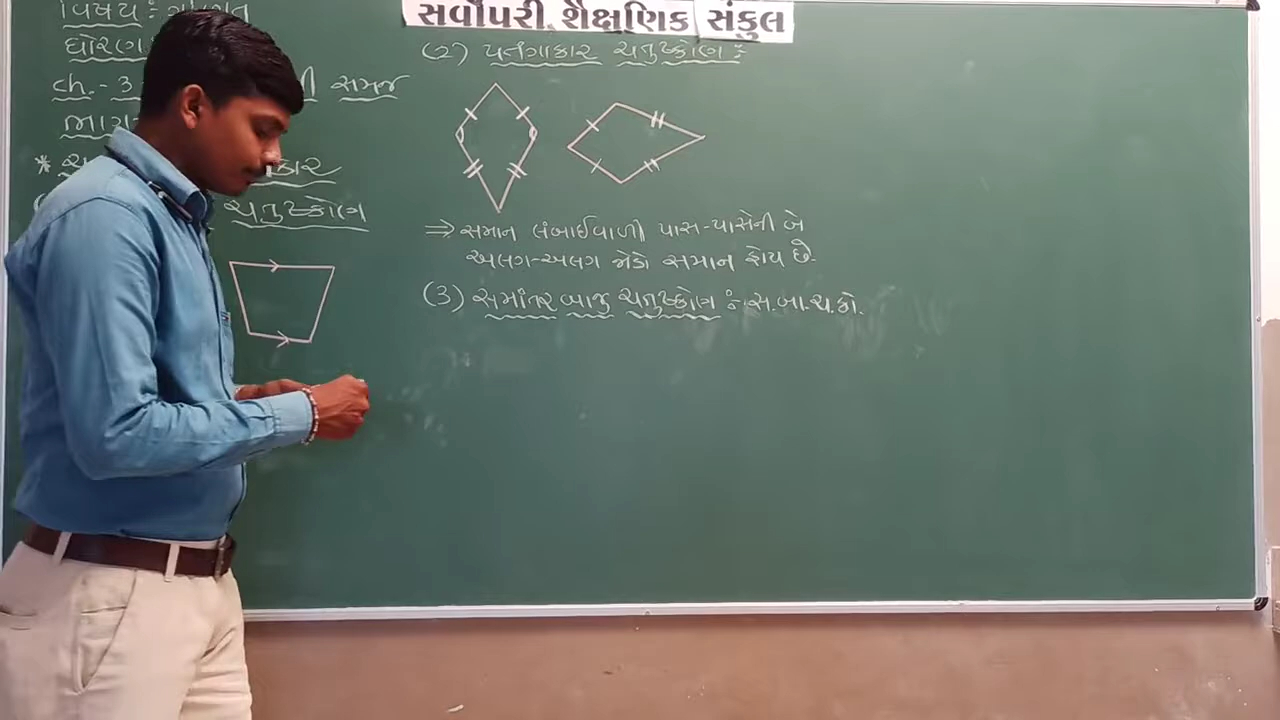 સર્વોપરી શૈક્ષણિક સંકુલ
વિષય :
ધોરણ :
ch.- 3 સમજ
ભાગ
* કાર
ચતુષ્કોણ
(2) પતંગાકાર ચતુષ્કોણ :
⇒ સમાન લંબાઈવાળી પાસ-પાસેની બે
અલગ-અલગ જોડો સમાન હોય છે.
(3) સમાંતર બાજુ ચતુષ્કોણ :- સ.બા.ચ.કો.